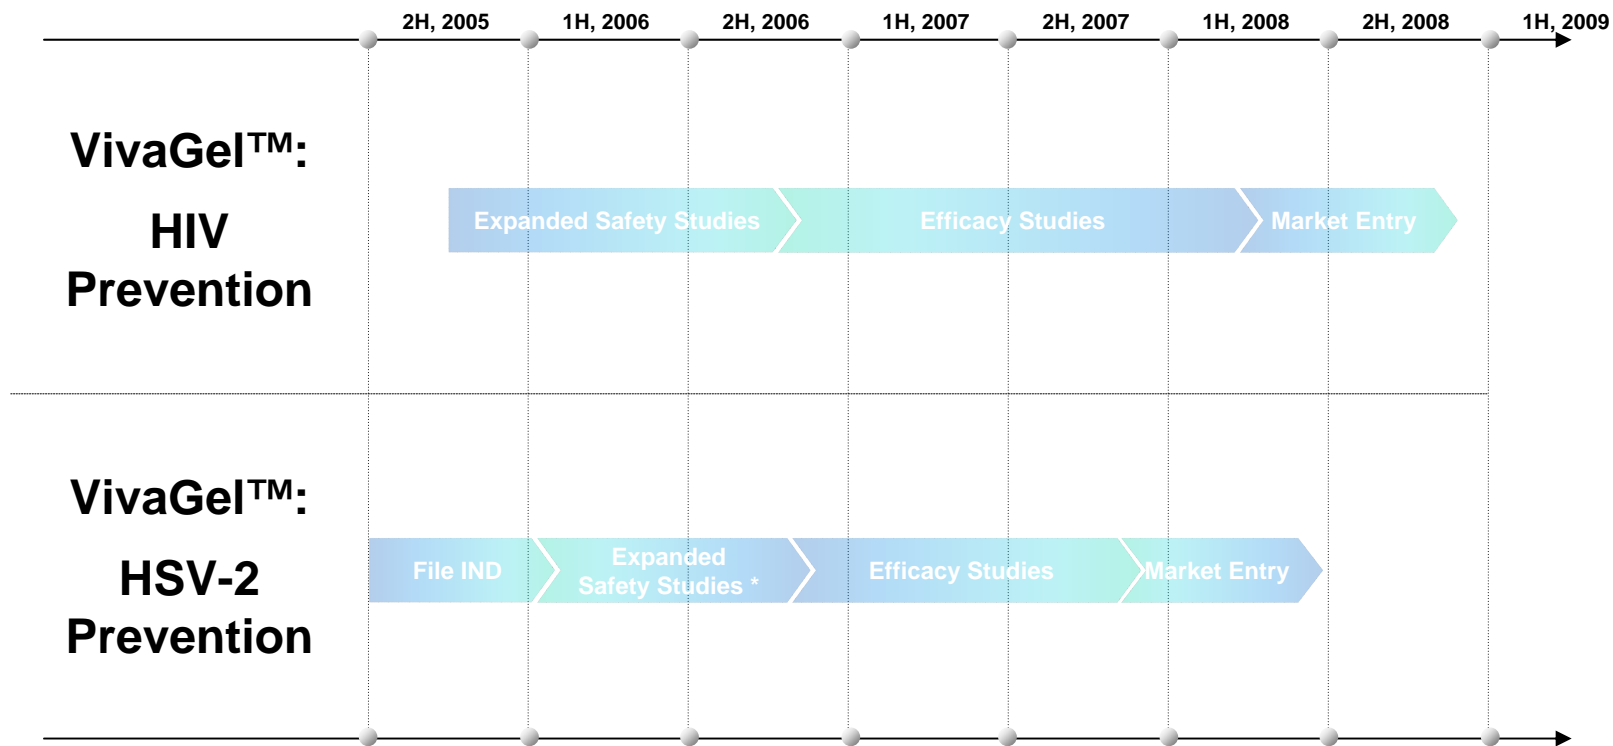 2H, 2005 1H, 2006 2H, 2006 1H, 2007 2H, 2007 1H, 2008 2H, 2008 1H, 2009
VivaGel™:
HIV
Prevention
Expanded Safety Studies Efficacy Studies Market Entry
VivaGel™:
HSV-2
Prevention
File IND
Expanded
Safety Studies *
Efficacy Studies
Market Entry